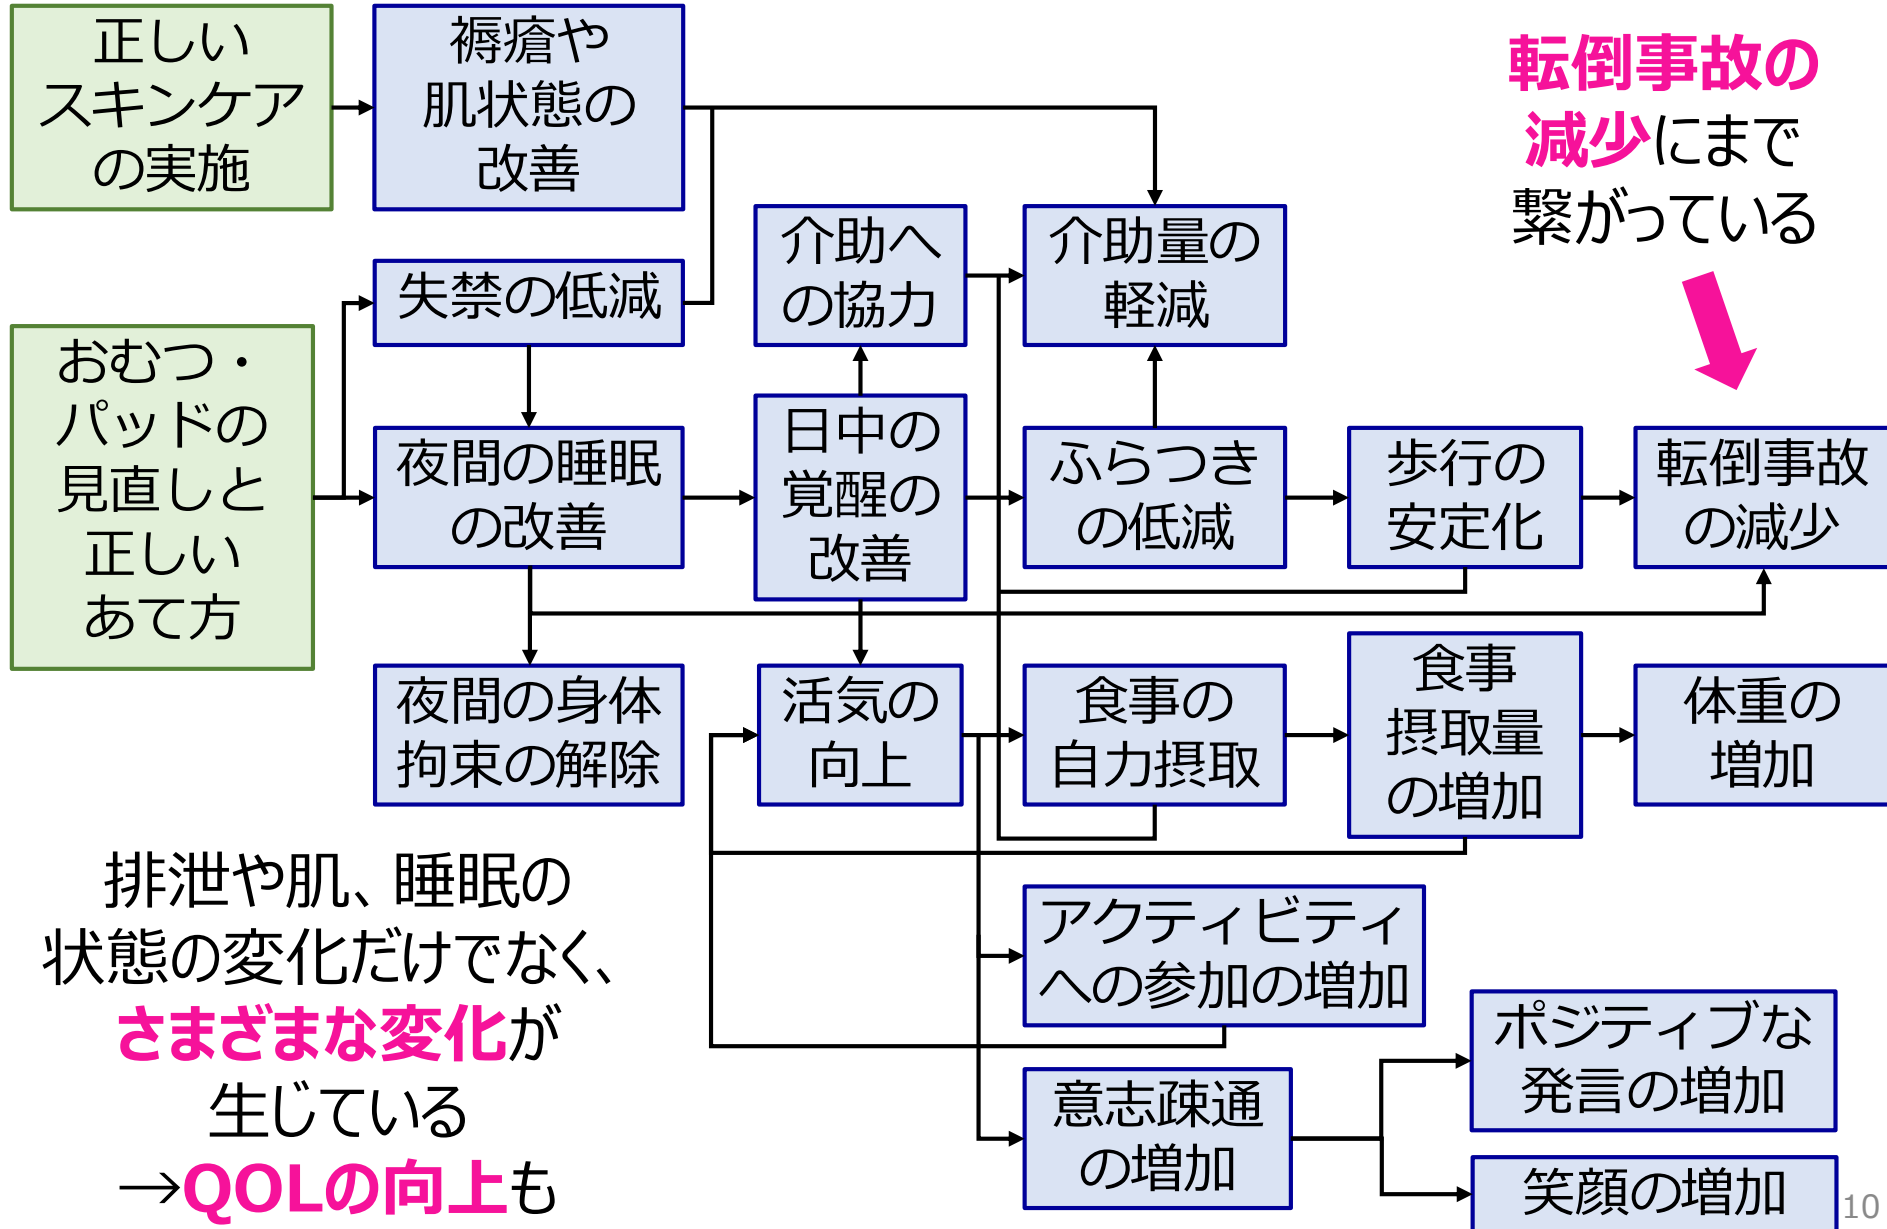 正しい
スキンケア
の実施
褥瘡や
肌状態の
改善
転倒事故の
減少にまで
繋がっている
失禁の低減
介助へ
の協力
介助量の
軽減
おむつ・
パッドの
見直しと
正しい
あて方
夜間の睡眠
の改善
日中の
覚醒の
改善
ふらつき
の低減
歩行の
安定化
転倒事故
の減少
夜間の身体
拘束の解除
活気の
向上
食事の
自力摂取
食事
摂取量
の増加
体重の
増加
排泄や肌、睡眠の
状態の変化だけでなく、
さまざまな変化が
生じている
→QOLの向上も
アクティビティ
への参加の増加
意志疎通
の増加
ポジティブな
発言の増加
笑顔の増加
10